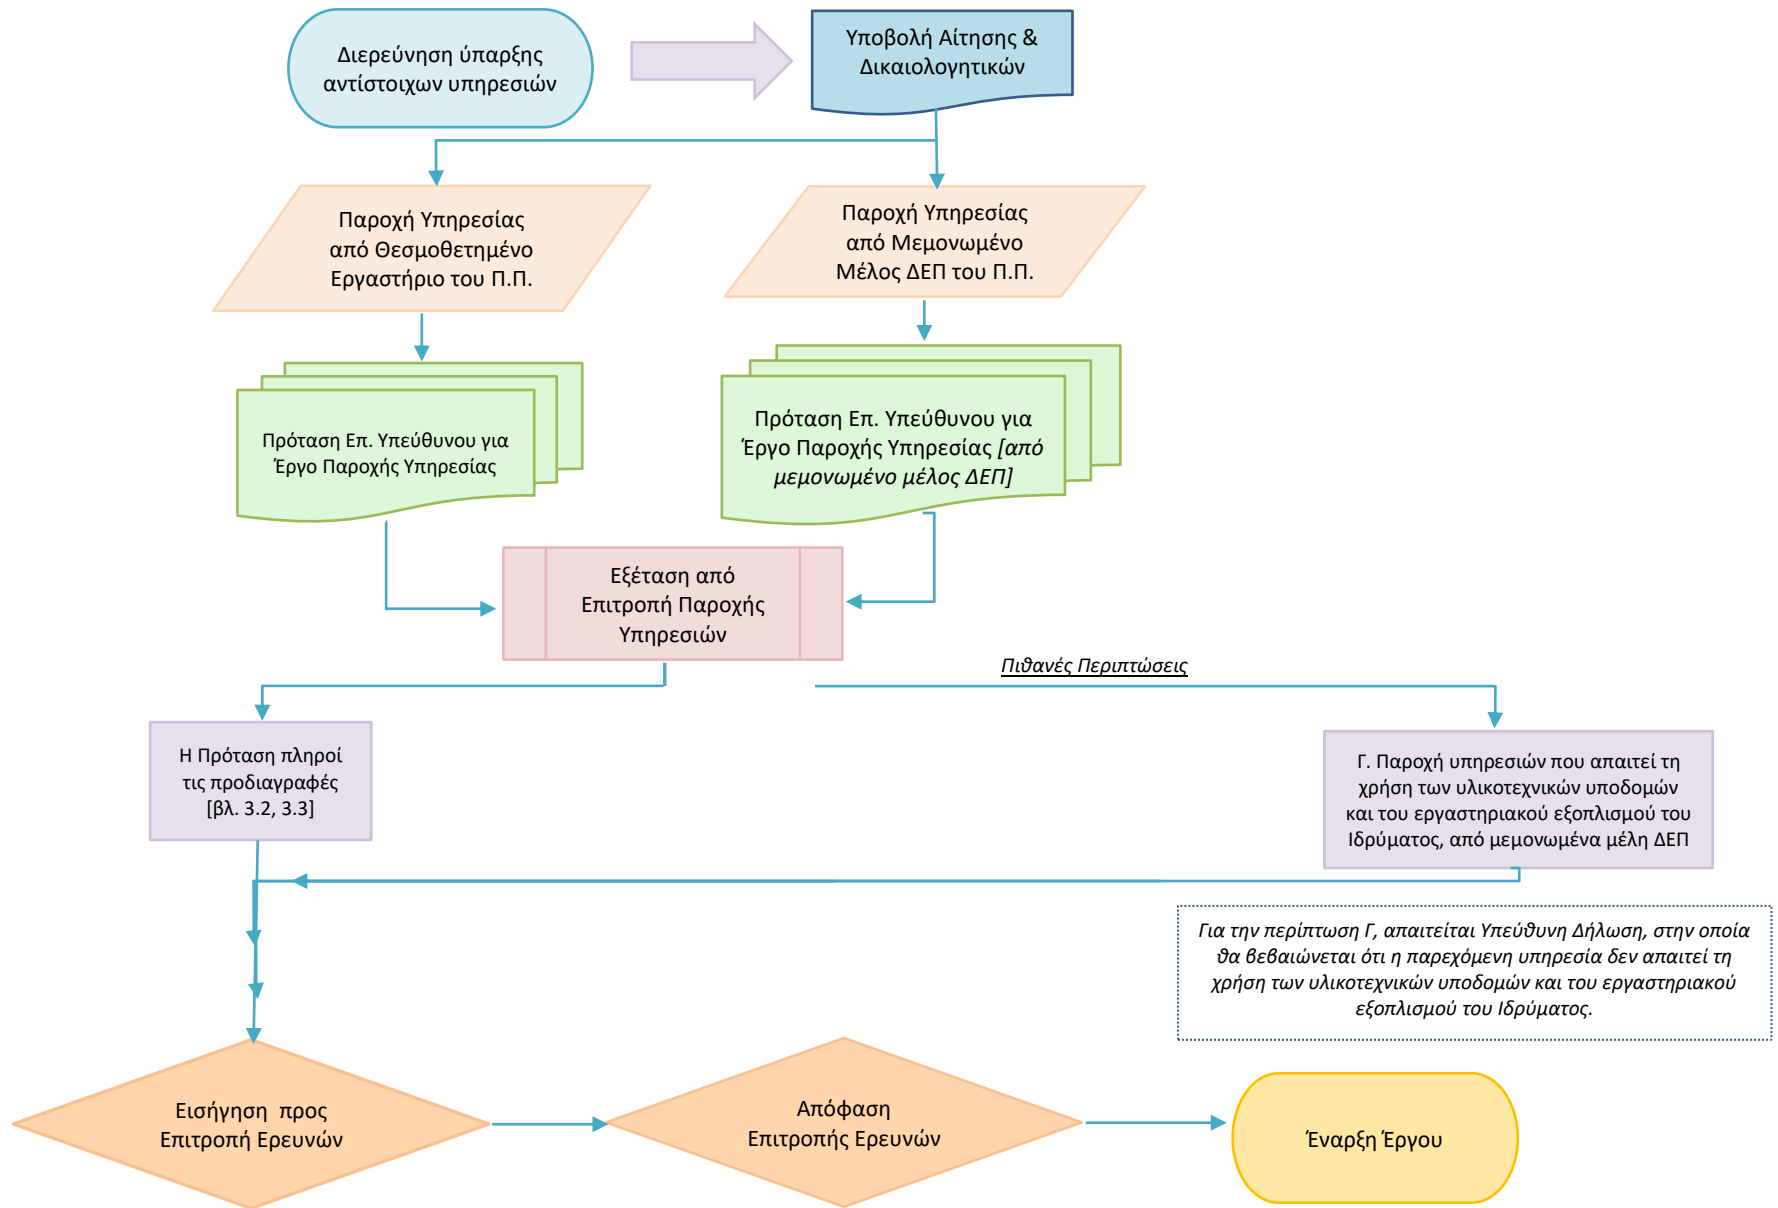 Διερεύνηση ύπαρξης
αντίστοιχων υπηρεσιών
Υποβολή Αίτησης &
Δικαιολογητικών
Παροχή Υπηρεσίας
από Θεσμοθετημένο
Εργαστήριο του Π.Π.
Παροχή Υπηρεσίας
από Μεμονωμένο
Μέλος ΔΕΠ του Π.Π.
Πρόταση Επ. Υπεύθυνου για
Έργο Παροχής Υπηρεσίας
Πρόταση Επ. Υπεύθυνου για
Έργο Παροχής Υπηρεσίας [από
μεμονωμένο μέλος ΔΕΠ]
Εξέταση από
Επιτροπή Παροχής
Υπηρεσιών
Πιθανές Περιπτώσεις
Η Πρόταση πληροί
τις προδιαγραφές
[βλ. 3.2, 3.3]
Γ. Παροχή υπηρεσιών που απαιτεί τη
χρήση των υλικοτεχνικών υποδομών
και του εργαστηριακού εξοπλισμού του
Ιδρύματος, από μεμονωμένα μέλη ΔΕΠ
Για την περίπτωση Γ, απαιτείται Υπεύθυνη Δήλωση, στην οποία
θα βεβαιώνεται ότι η παρεχόμενη υπηρεσία δεν απαιτεί τη
χρήση των υλικοτεχνικών υποδομών και του εργαστηριακού
εξοπλισμού του Ιδρύματος.
Εισήγηση προς
Επιτροπή Ερευνών
Απόφαση
Επιτροπής Ερευνών
Έναρξη Έργου